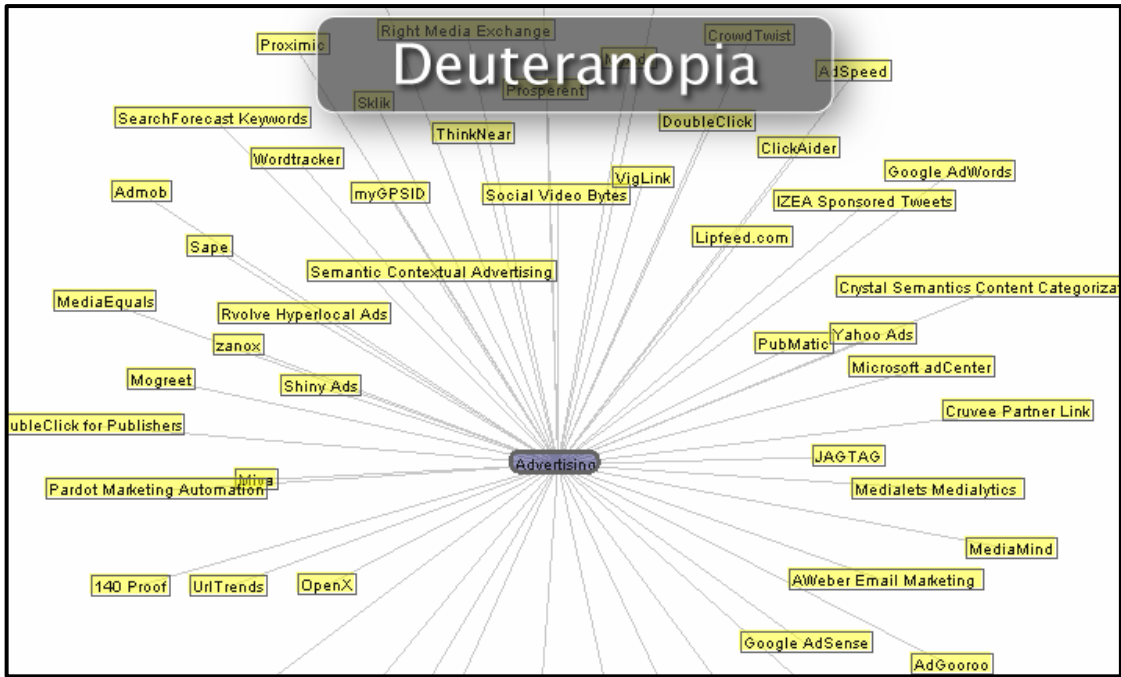 Right Media Exchange
CrowdTwist
Proximic
Deuteranopia
AdSpeed
Prosperent
Sklik
SearchForecast Keywords
DoubleClick
ThinkNear
ClickAider
Wordtracker
Google AdWords
VigLink
Admob
myGPSID
Social Video Bytes
IZEA Sponsored Tweets
Lipfeed.com
Sape
Semantic Contextual Advertising
Crystal Semantics Content Categorizat
MediaEquals
Rvolve Hyperlocal Ads
Yahoo Ads
zanox
PubMatic
Microsoft adCenter
Mogreet
Shiny Ads
Cruvee Partner Link
ubleClick for Publishers
JAGTAG
Advertising
Miva
Pardot Marketing Automation
Medialets Medialytics
MediaMind
140 Proof
UrlTrends
OpenX
AWeber Email Marketing
Google AdSense
AdGooroo